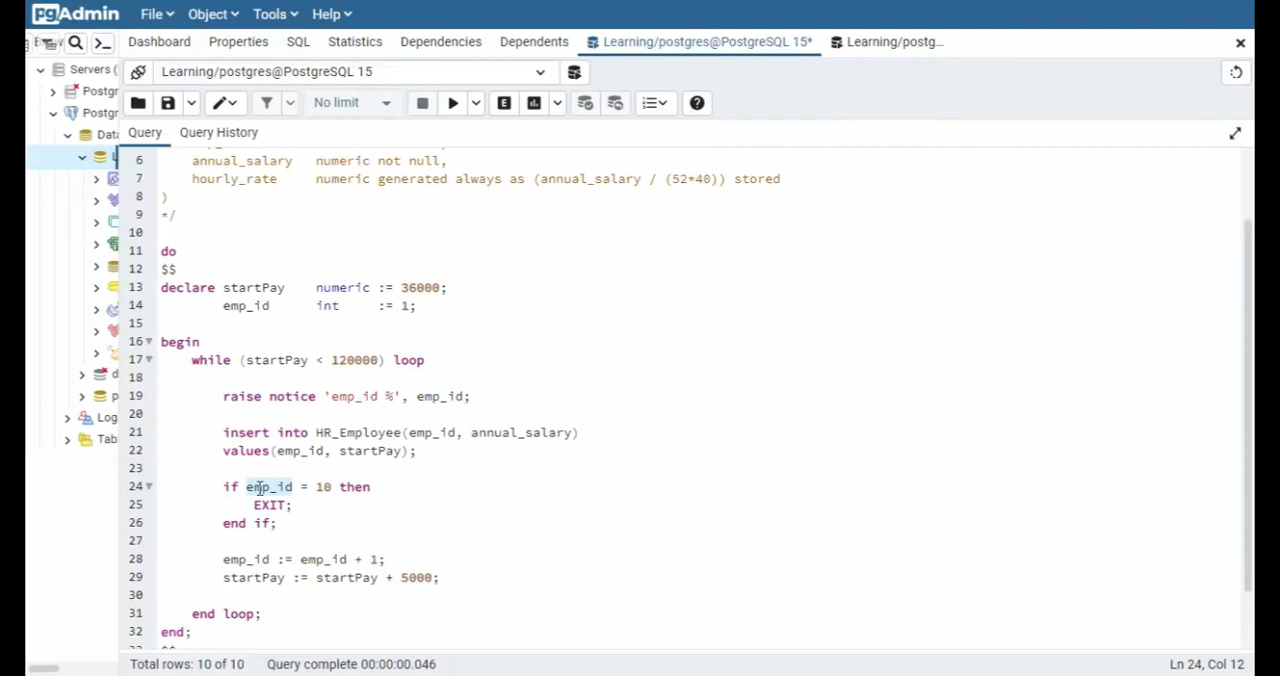 pgAdmin File Object Tools Help
Dashboard Properties SQL Statistics Dependencies Dependents Learning/postgres@PostgreSQL 15* Learning/postg...
Servers (
Learning/postgres@PostgreSQL 15
Postgr
No limit
Postgr
Query Query History
Data
6 annual_salary numeric not null,
7 hourly_rate numeric generated always as (annual_salary / (52*40)) stored
8 )
9 */
10
11 do
12 $$
13 declare startPay numeric := 36000;
14 emp_id int := 1;
15
16 begin
17 while (startPay < 120000) loop
18
19 raise notice 'emp_id %', emp_id;
20
21 insert into HR_Employee(emp_id, annual_salary)
22 values(emp_id, startPay);
23
24 if emp_id = 10 then
25 EXIT;
26 end if;
27
28 emp_id := emp_id + 1;
29 startPay := startPay + 5000;
30
31 end loop;
32 end;
$$
d
p
Log
Tab
Total rows: 10 of 10 Query complete 00:00:00.046 Ln 24, Col 12